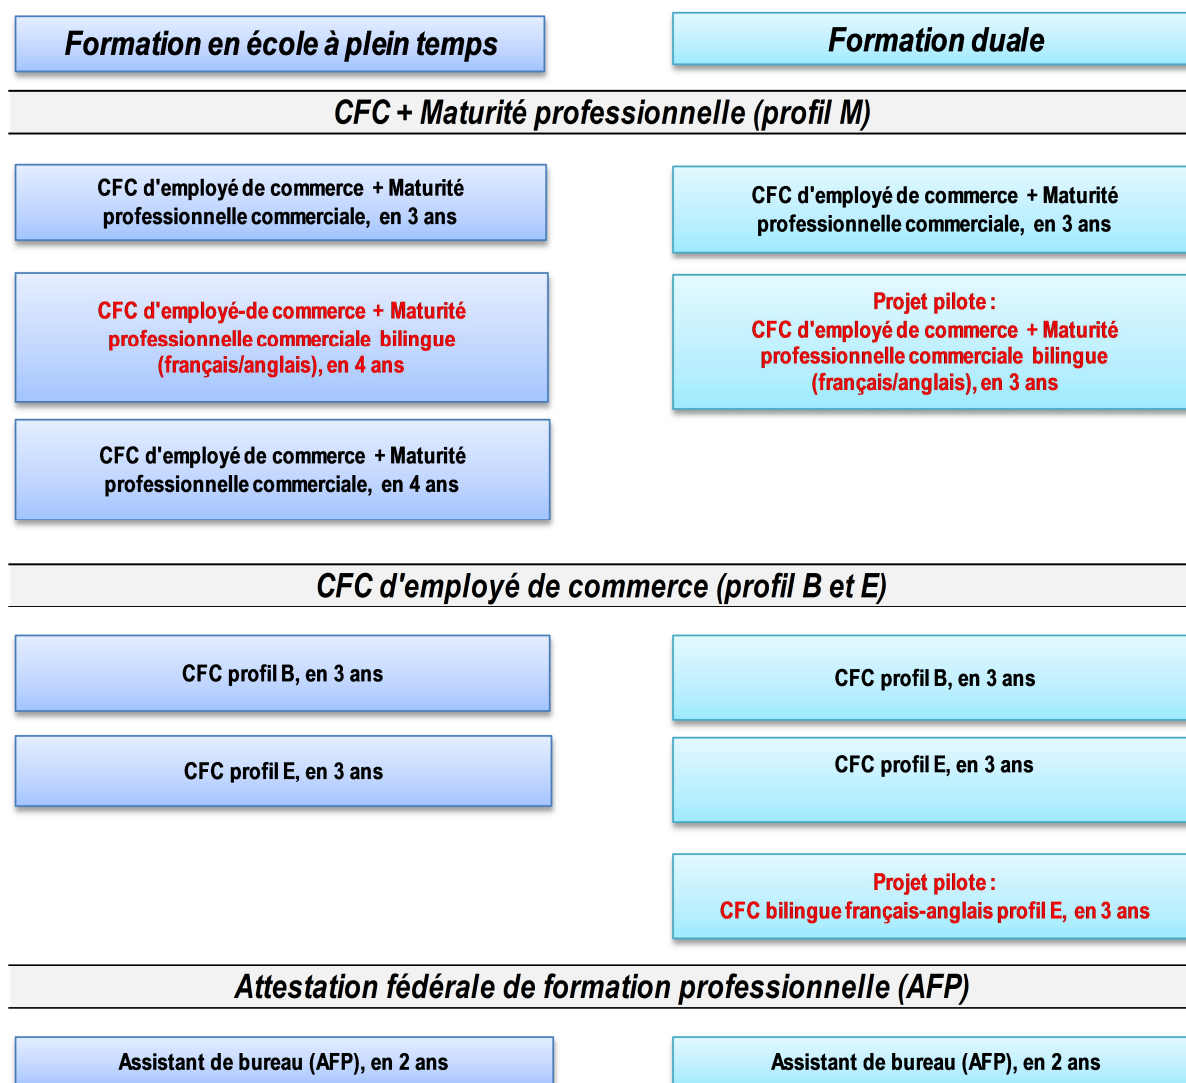 Formation en école à plein temps
Formation duale
CFC + Maturité professionnelle (profil M)
CFC d'employé de commerce + Maturité
professionnelle commerciale, en 3 ans
CFC d'employé de commerce + Maturité
professionnelle commerciale, en 3 ans
CFC d'employé-de commerce + Maturité
professionnelle commerciale bilingue
(français/anglais), en 4 ans
Projet pilote :
CFC d'employé de commerce + Maturité
professionnelle commerciale bilingue
(français/anglais), en 3 ans
CFC d'employé de commerce + Maturité
professionnelle commerciale, en 4 ans
CFC d'employé de commerce (profil B et E)
CFC profil B, en 3 ans
CFC profil B, en 3 ans
CFC profil E, en 3 ans
CFC profil E, en 3 ans
Projet pilote :
CFC bilingue français-anglais profil E, en 3 ans
Attestation fédérale de formation professionnelle (AFP)
Assistant de bureau (AFP), en 2 ans
Assistant de bureau (AFP), en 2 ans